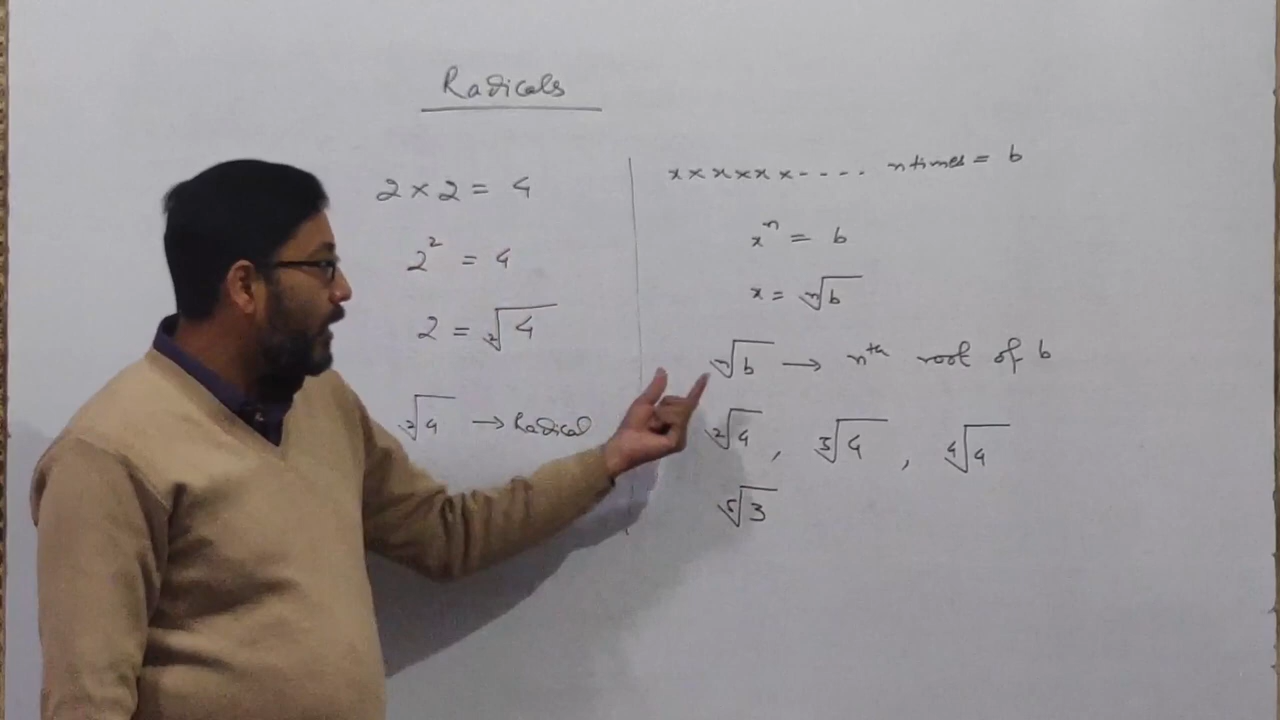 Radicals
2 × 2 = 4
2² = 4
2 = ²√4
²√4 → Radical
x × x × x × - - - - n times = b
xⁿ = b
x = ⁿ√b
ⁿ√b → nᵗʰ root of b
²√4 , ³√4 , ⁴√4
⁵√3